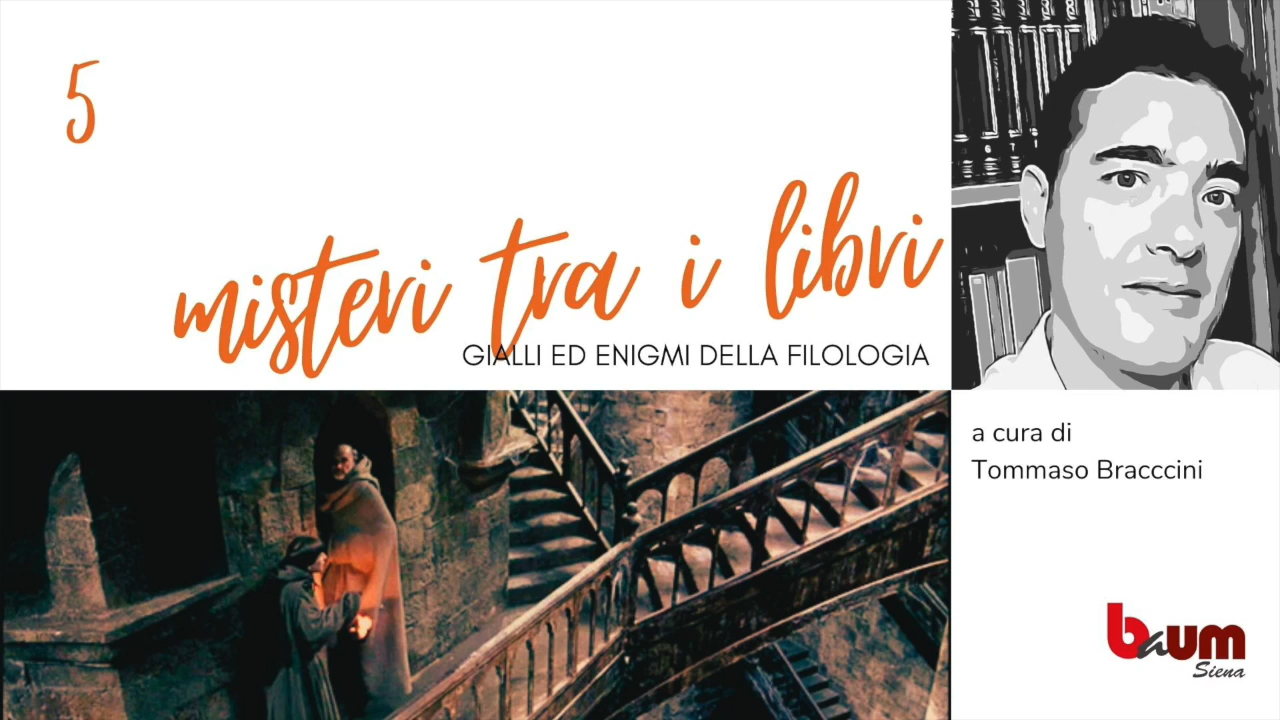 5
misteri tra i libri
GIALLI ED ENIGMI DELLA FILOLOGIA
a cura di
Tommaso Bracccini
baUM
Siena